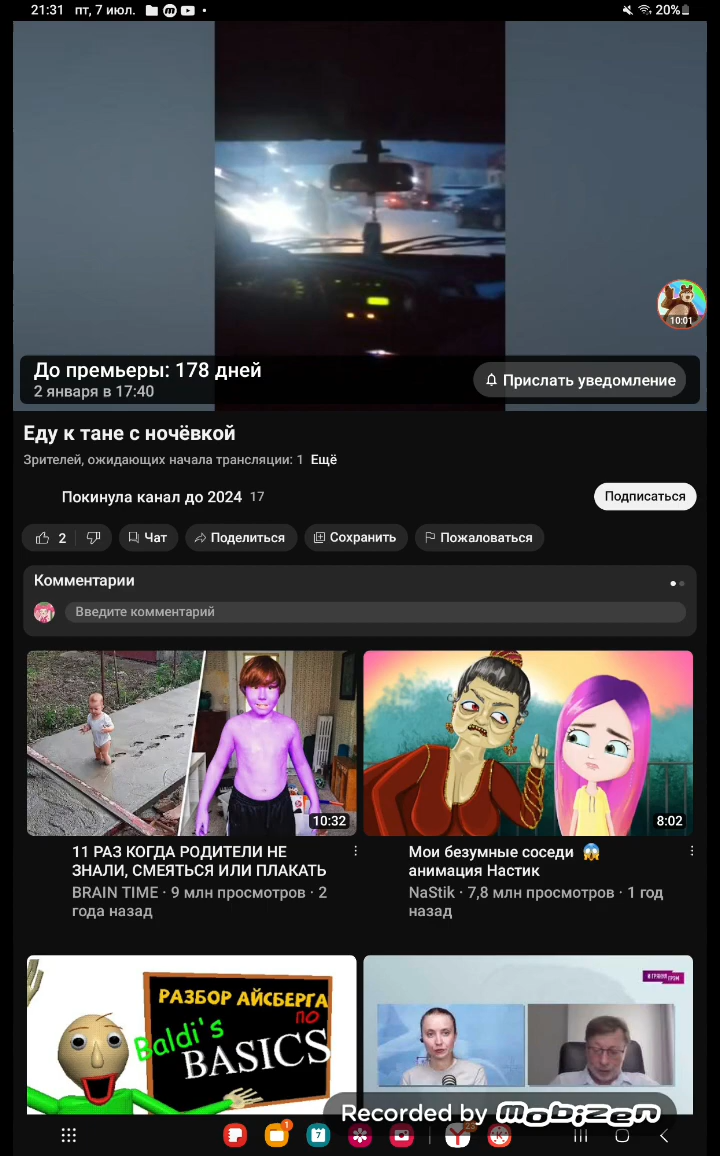 21:31 пт, 7 июл.
20%
10:01
До премьеры: 178 дней
2 января в 17:40
Прислать уведомление
Еду к тане с ночёвкой
Зрителей, ожидающих начала трансляции: 1 Ещё
Покинула канал до 2024 17
Подписаться
2
Чат
Поделиться
Сохранить
Пожаловаться
Комментарии
Введите комментарий
10:32
8:02
11 РАЗ КОГДА РОДИТЕЛИ НЕ
ЗНАЛИ, СМЕЯТЬСЯ ИЛИ ПЛАКАТЬ
BRAIN TIME · 9 млн просмотров · 2
года назад
Мои безумные соседи 😱
анимация Настик
NaStik · 7,8 млн просмотров · 1 год
назад
РАЗБОР АЙСБЕРГА
ПО
Baldi's
BASICS
Recorded by mobizen
1
7